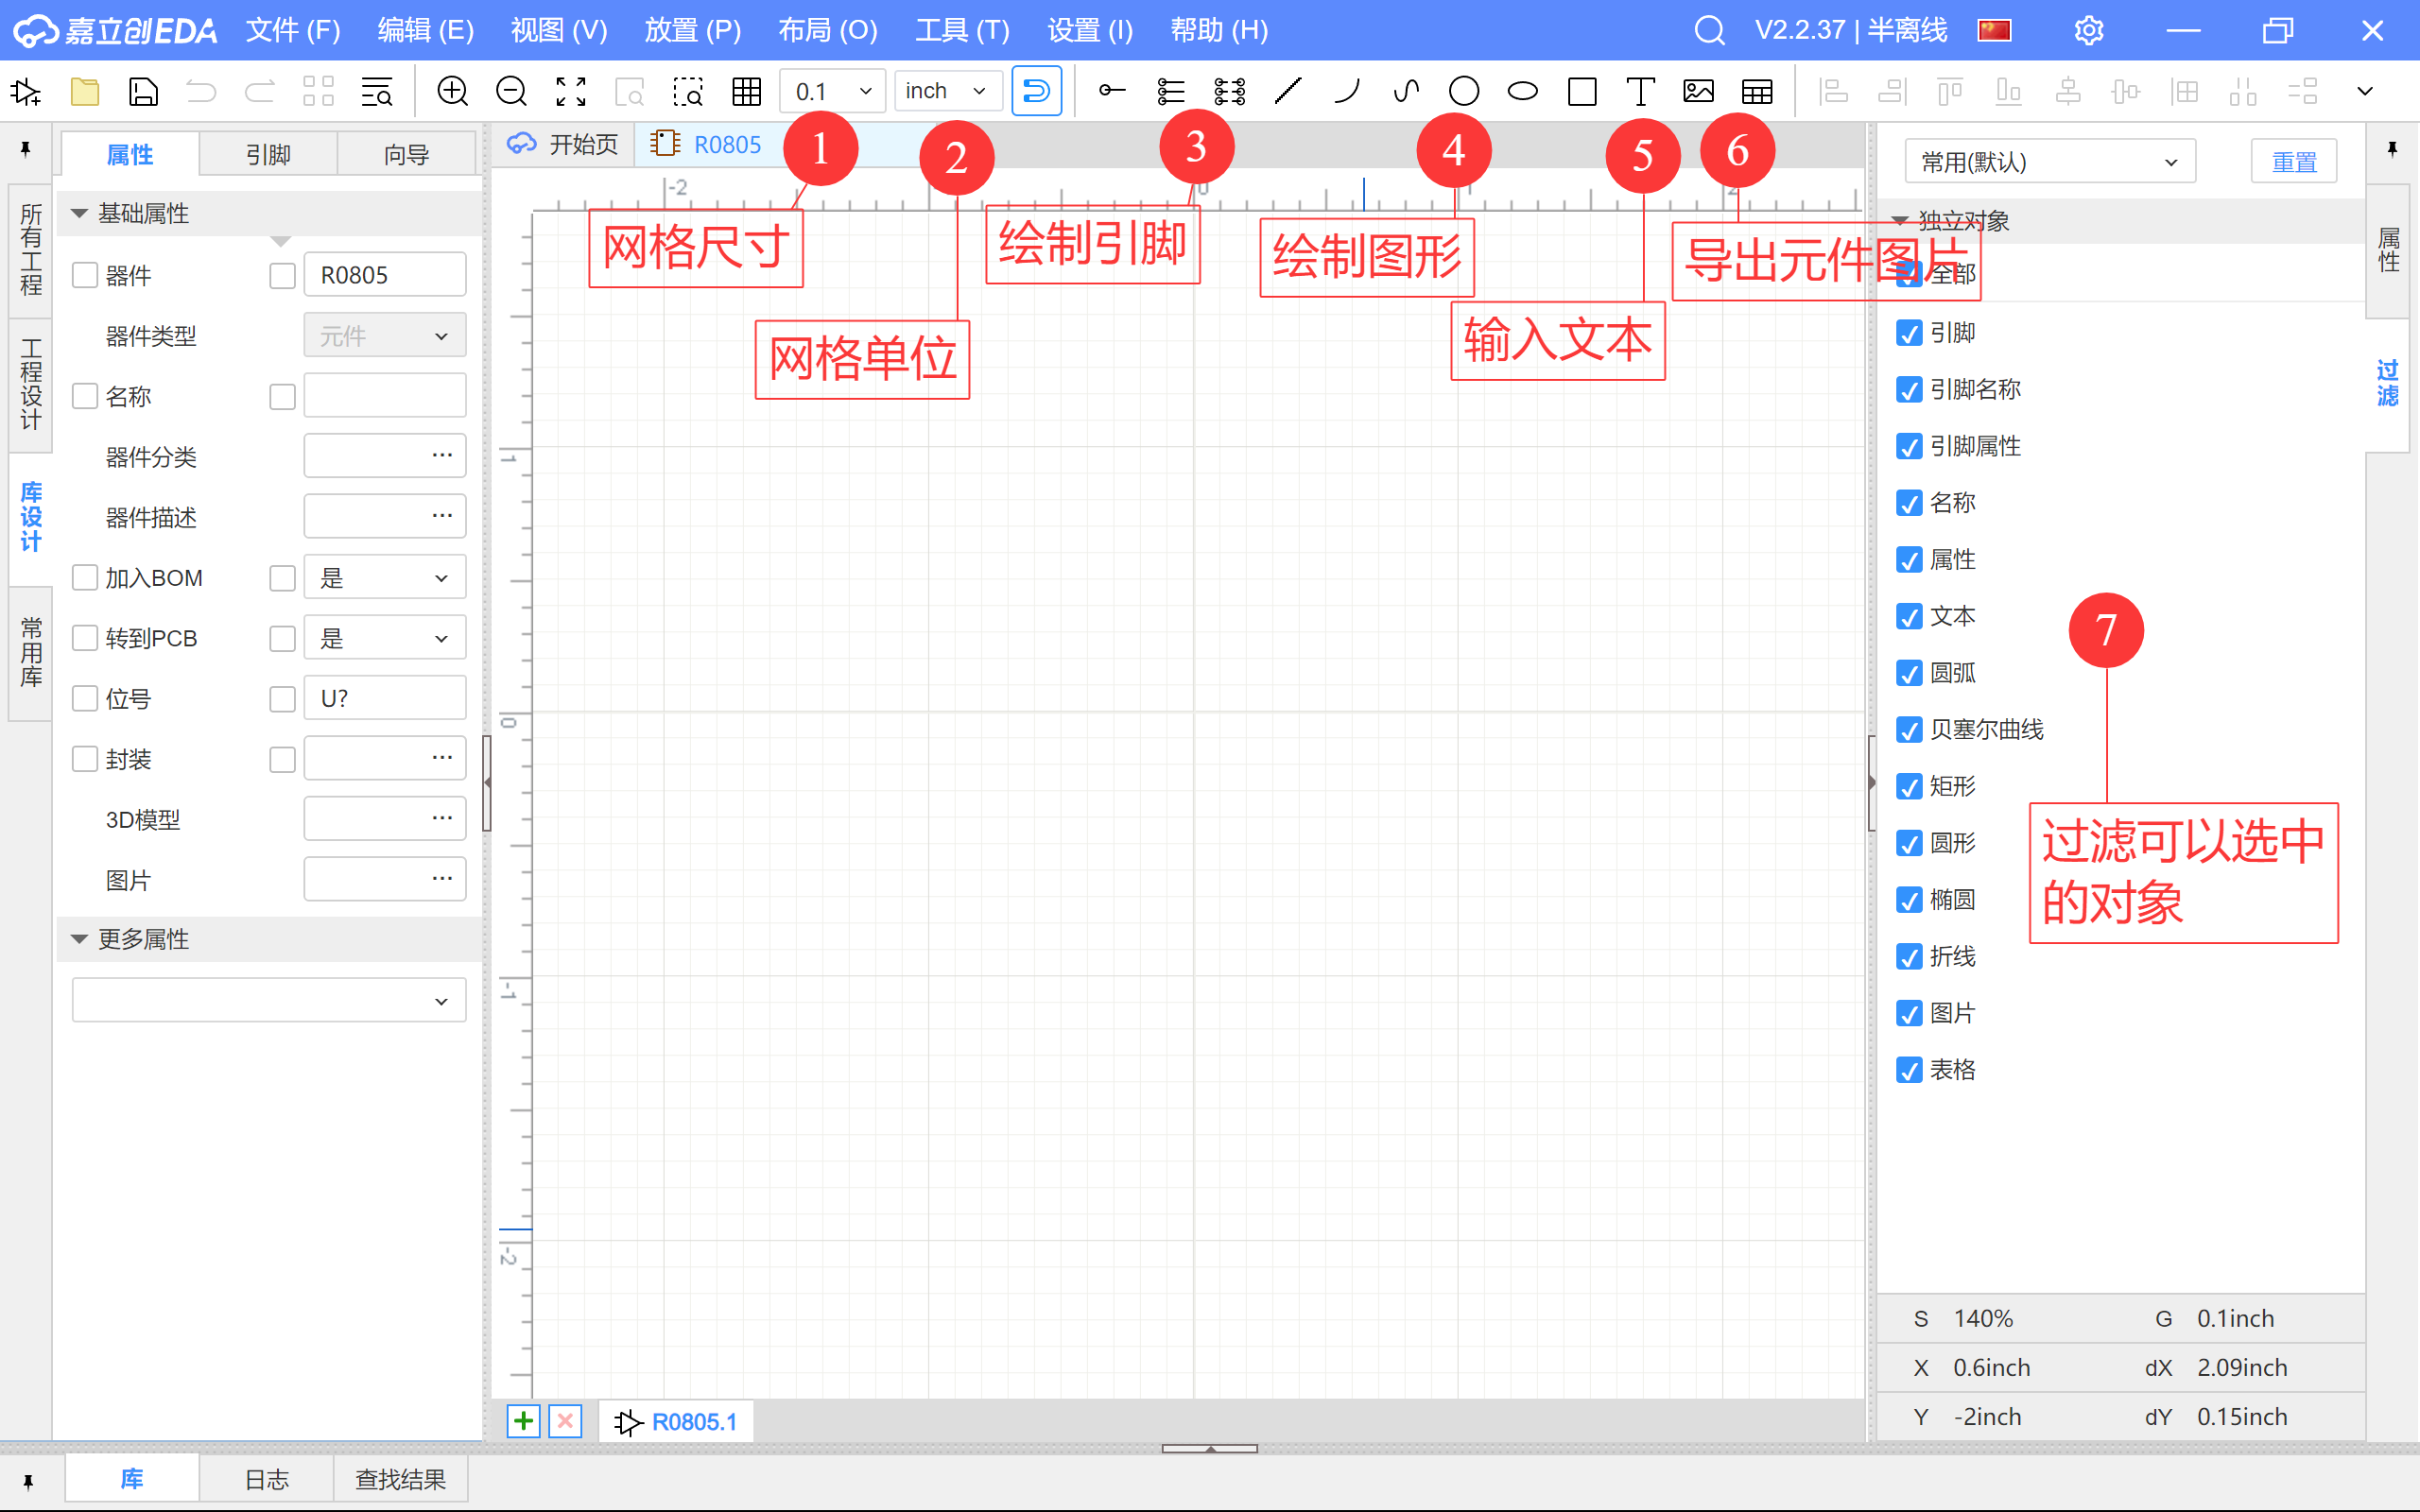 嘉立创EDA 文件 (F) 编辑 (E) 视图 (V) 放置 (P) 布局 (O) 工具 (T) 设置 (I) 帮助 (H) V2.2.37 | 半离线
0.1 inch
属性 引脚 向导
开始页 R0805
1 2 3 4 5 6
常用(默认) 重置
所有工程
工程设计
库设计
常用库
基础属性
器件 R0805
器件类型 元件
名称
器件分类 ...
器件描述 ...
加入BOM 是
转到PCB 是
位号 U?
封装 ...
3D模型 ...
图片 ...
更多属性
-2 0 1 2
1
0
-1
-2
网格尺寸
网格单位
绘制引脚
绘制图形
输入文本
导出元件图片
独立对象
全部
引脚
引脚名称
引脚属性
名称
属性
文本
圆弧
贝塞尔曲线
矩形
圆形
椭圆
折线
图片
表格
7
过滤可以选中
的对象
属性
过滤
S 140% G 0.1inch
X 0.6inch dX 2.09inch
Y -2inch dY 0.15inch
R0805.1
库 日志 查找结果